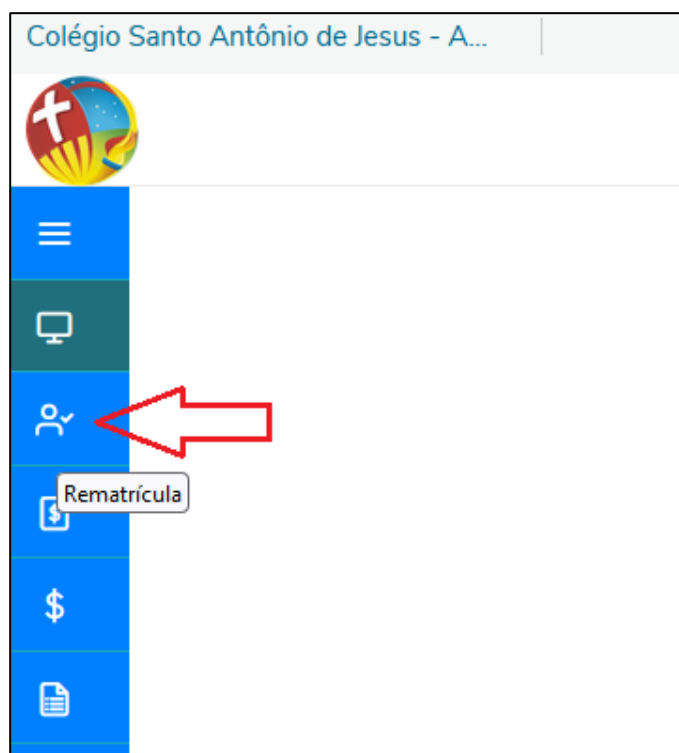 Colégio Santo Antônio de Jesus - A...
Rematrícula
$
$